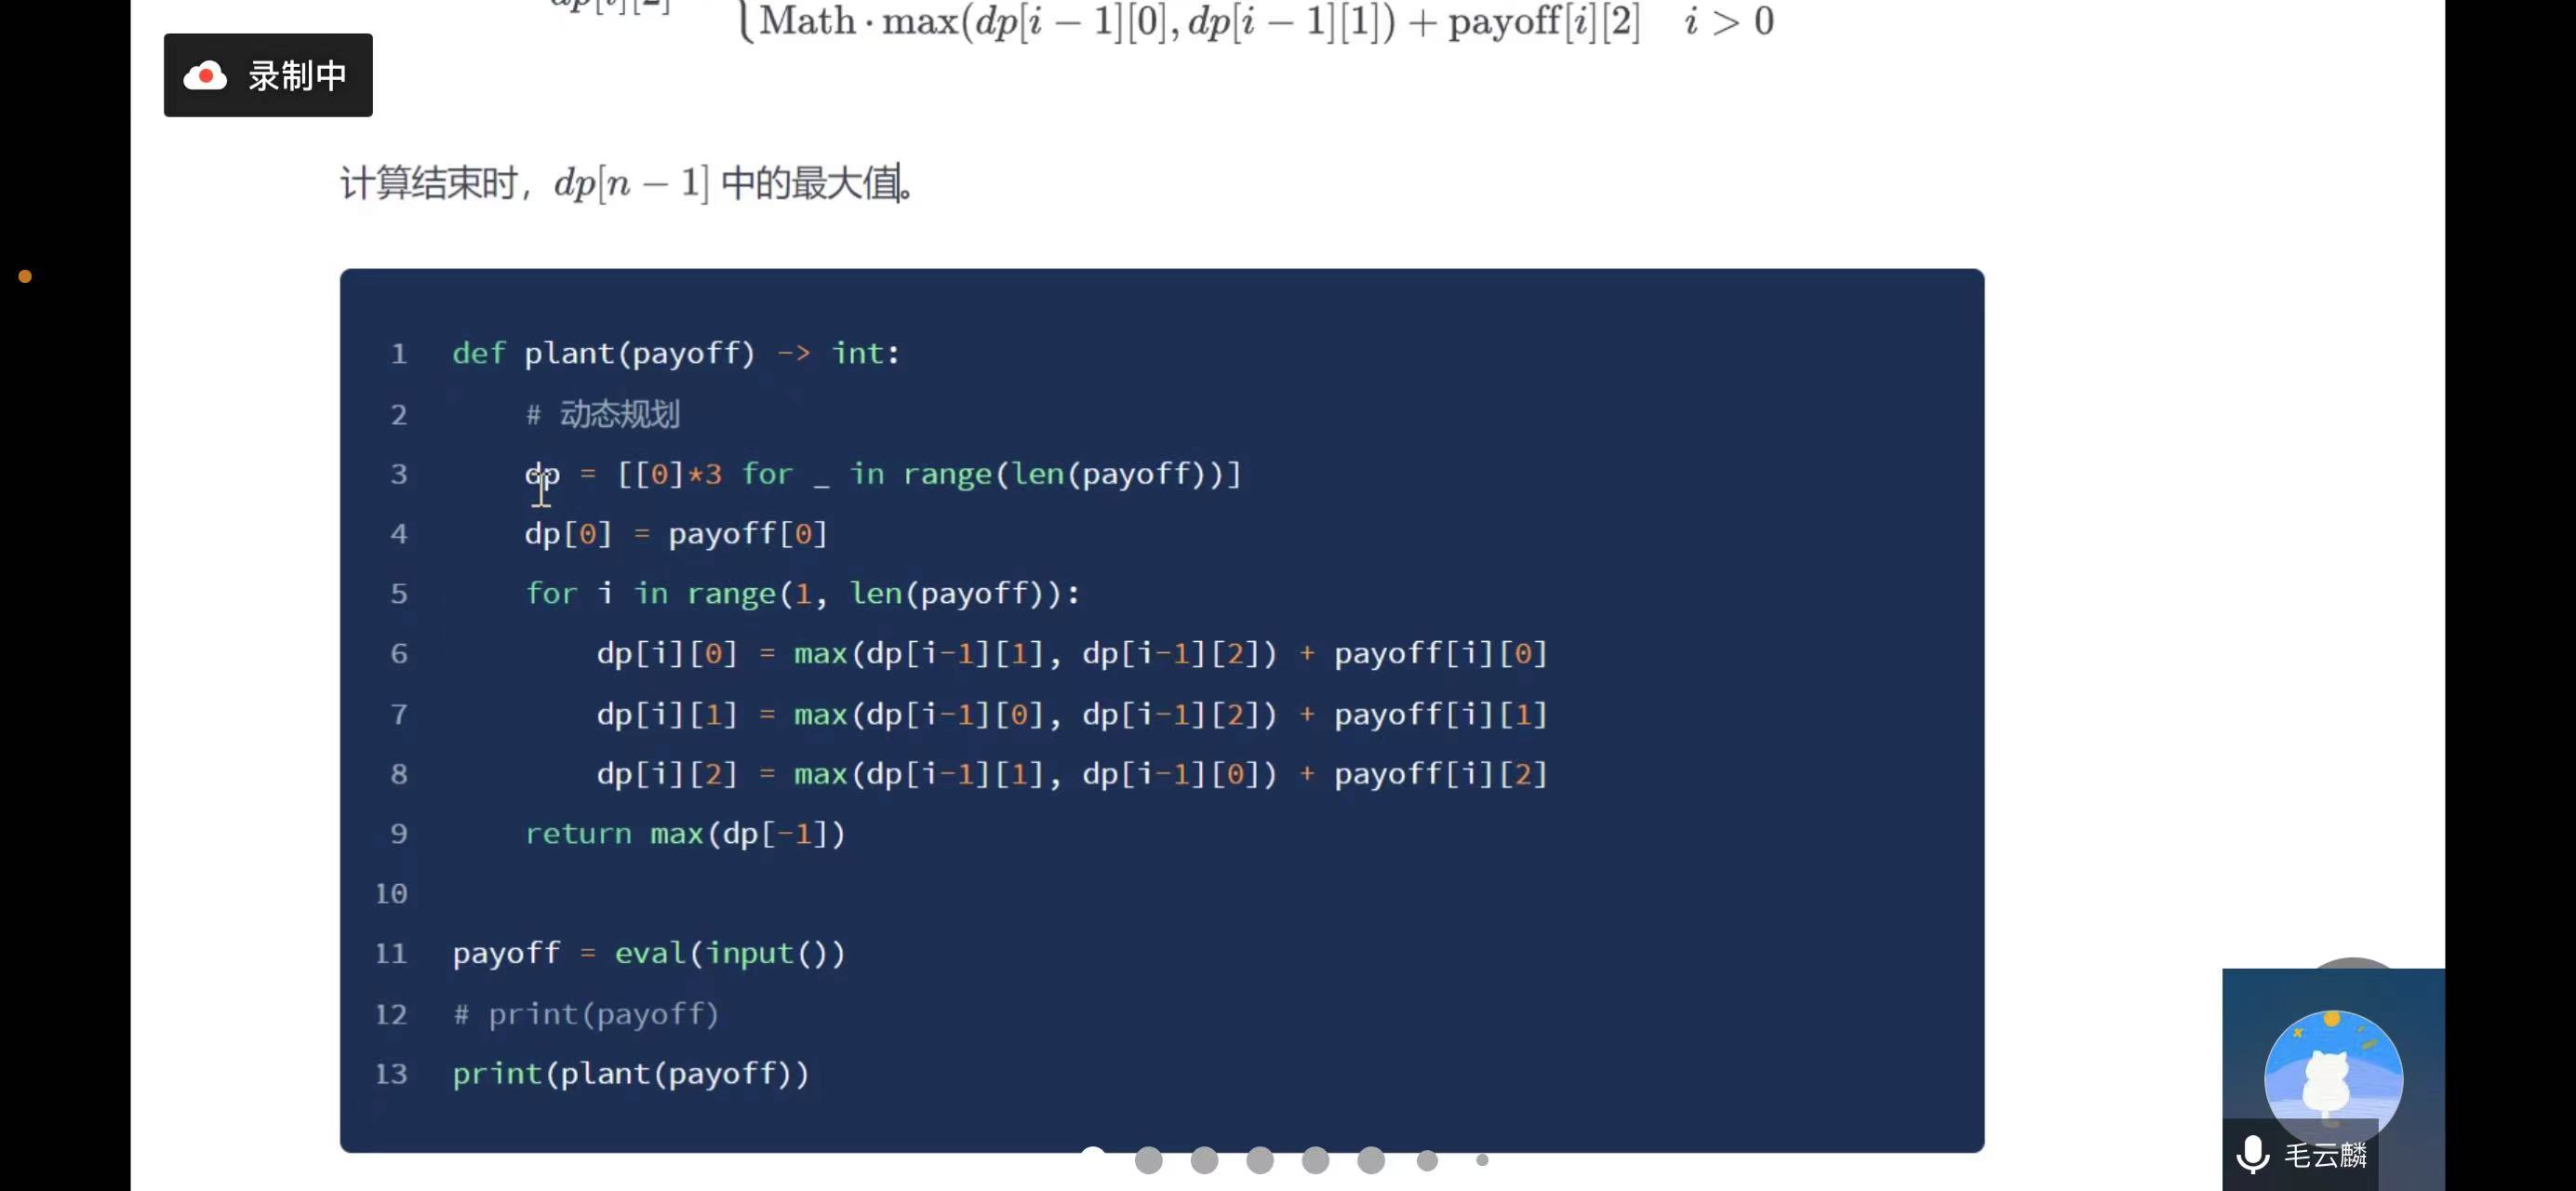 dp[i][2]
Math · max(dp[i − 1][0], dp[i − 1][1]) + payoff[i][2] i > 0
录制中
计算结束时，dp[n − 1] 中的最大值。
1 def plant(payoff) -> int:
2 # 动态规划
3 dp = [[0]*3 for _ in range(len(payoff))]
4 dp[0] = payoff[0]
5 for i in range(1, len(payoff)):
6 dp[i][0] = max(dp[i-1][1], dp[i-1][2]) + payoff[i][0]
7 dp[i][1] = max(dp[i-1][0], dp[i-1][2]) + payoff[i][1]
8 dp[i][2] = max(dp[i-1][1], dp[i-1][0]) + payoff[i][2]
9 return max(dp[-1])
10
11 payoff = eval(input())
12 # print(payoff)
13 print(plant(payoff))
毛云麟